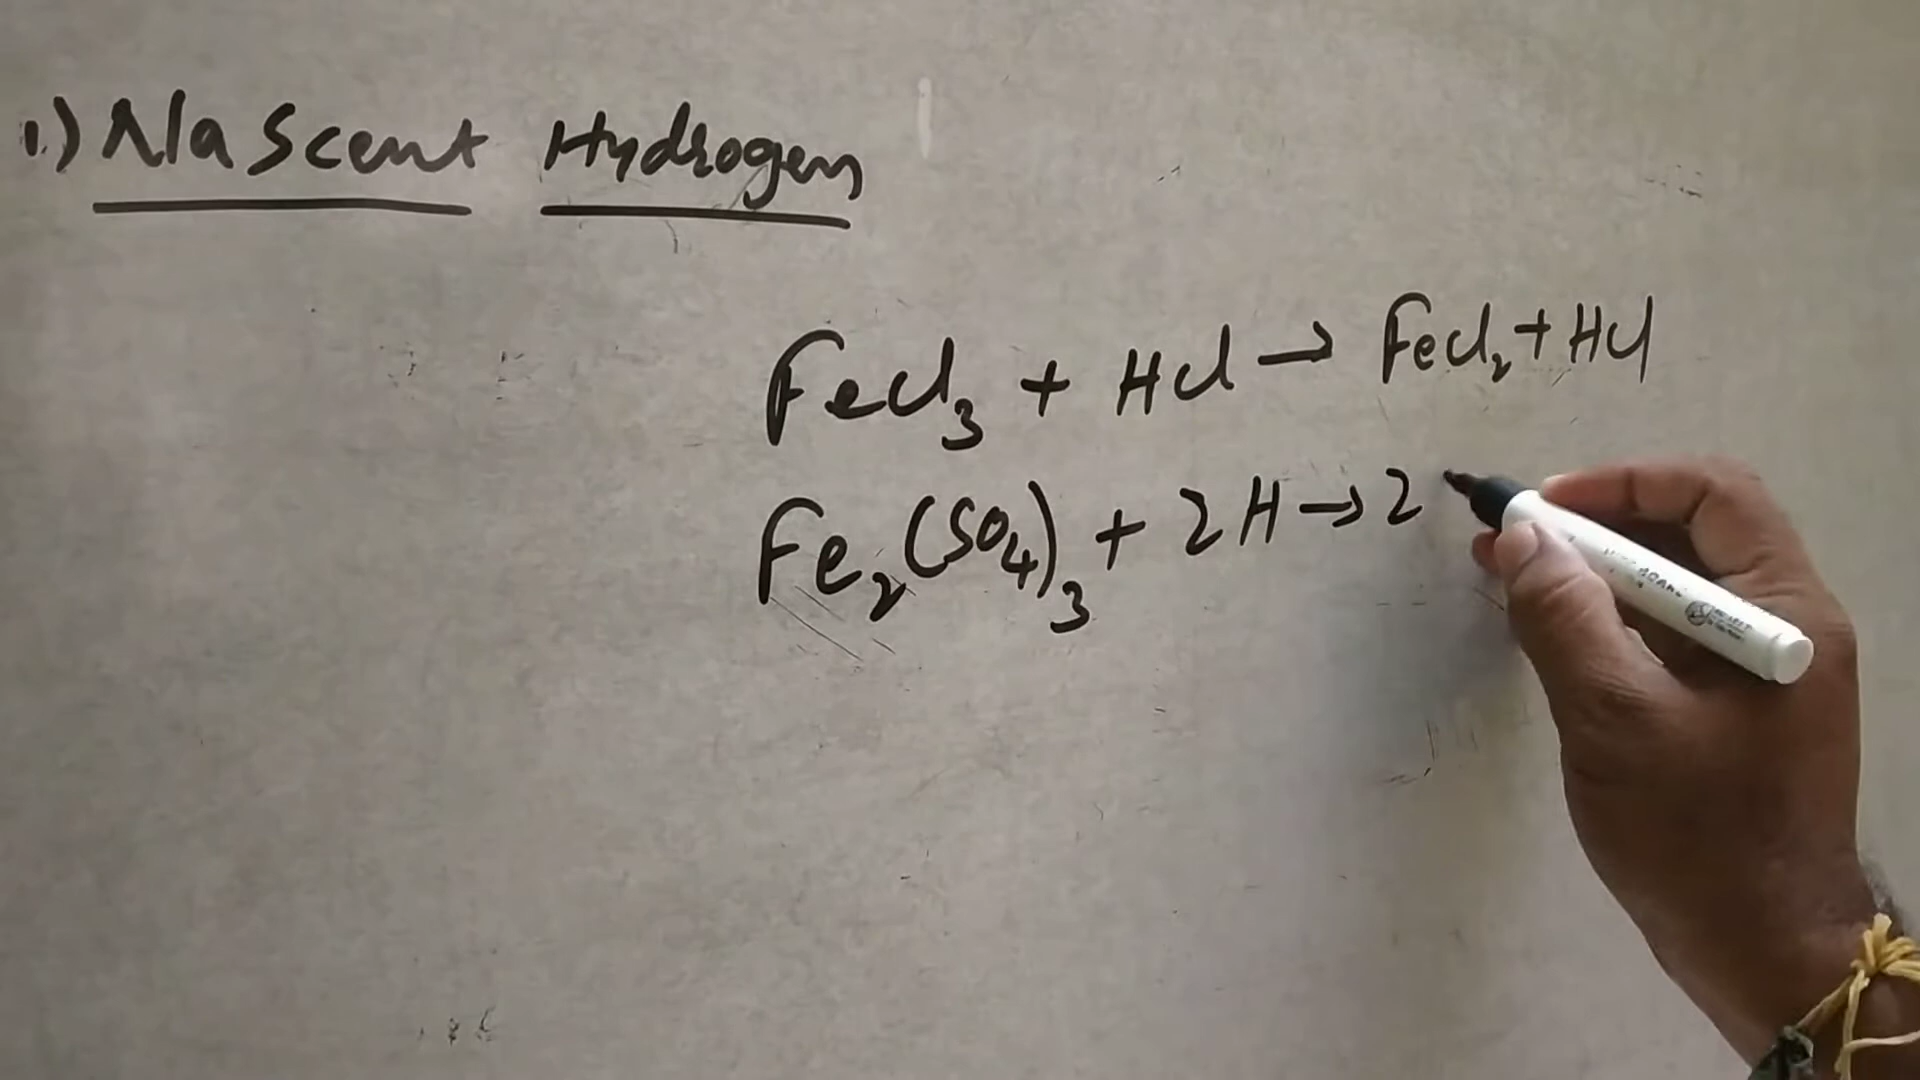 1.) Nascent Hydrogen
FeCl₃ + HCl → FeCl₂ + HCl
Fe₂(SO₄)₃ + 2H → 2